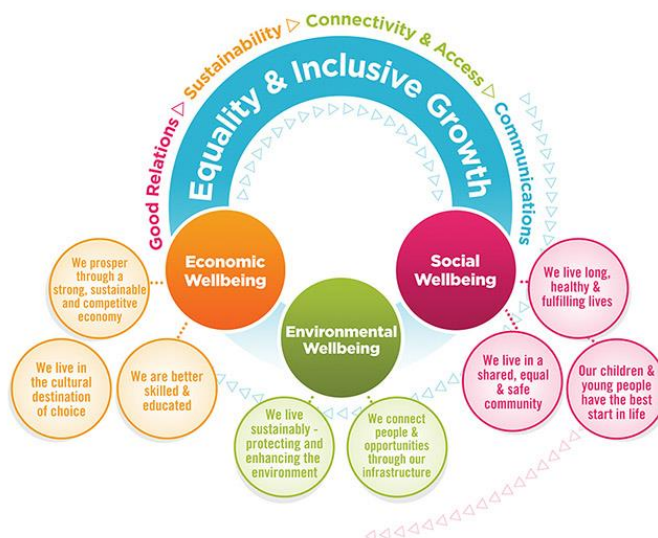 Good Relations
Sustainability
Connectivity & Access
Communications
Equality & Inclusive Growth
Economic
Wellbeing
Environmental
Wellbeing
Social
Wellbeing
We prosper
through a
strong, sustainable
and competitve
economy
We live in
the cultural
destination
of choice
We are better
skilled &
educated
We live
sustainably -
protecting and
enhancing the
environment
We connect
people &
opportunities
through our
infrastructure
We live in a
shared, equal
& safe
community
We live long,
healthy &
fulfilling lives
Our children &
young people
have the best
start in life